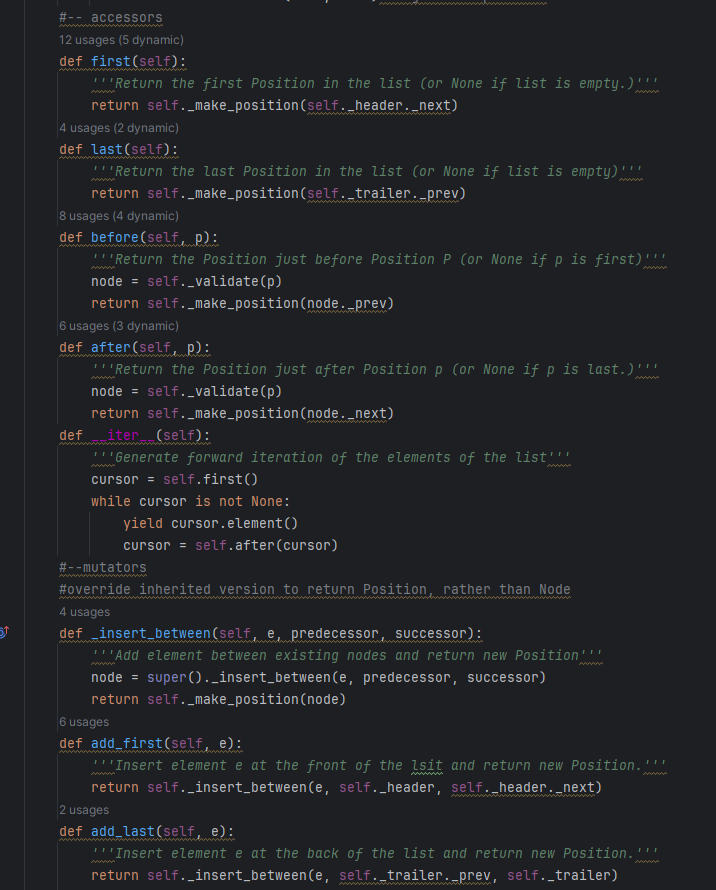 #-- accessors
12 usages (5 dynamic)
def first(self):
'''Return the first Position in the list (or None if list is empty.)'''
return self._make_position(self._header._next)
4 usages (2 dynamic)
def last(self):
'''Return the last Position in the list (or None if list is empty)'''
return self._make_position(self._trailer._prev)
8 usages (4 dynamic)
def before(self, p):
'''Return the Position just before Position P (or None if p is first)'''
node = self._validate(p)
return self._make_position(node._prev)
6 usages (3 dynamic)
def after(self, p):
'''Return the Position just after Position p (or None if p is last.)'''
node = self._validate(p)
return self._make_position(node._next)
def __iter__(self):
'''Generate forward iteration of the elements of the list'''
cursor = self.first()
while cursor is not None:
yield cursor.element()
cursor = self.after(cursor)
#--mutators
#override inherited version to return Position, rather than Node
4 usages
def _insert_between(self, e, predecessor, successor):
'''Add element between existing nodes and return new Position'''
node = super()._insert_between(e, predecessor, successor)
return self._make_position(node)
6 usages
def add_first(self, e):
'''Insert element e at the front of the lsit and return new Position.'''
return self._insert_between(e, self._header, self._header._next)
2 usages
def add_last(self, e):
'''Insert element e at the back of the list and return new Position.'''
return self._insert_between(e, self._trailer._prev, self._trailer)